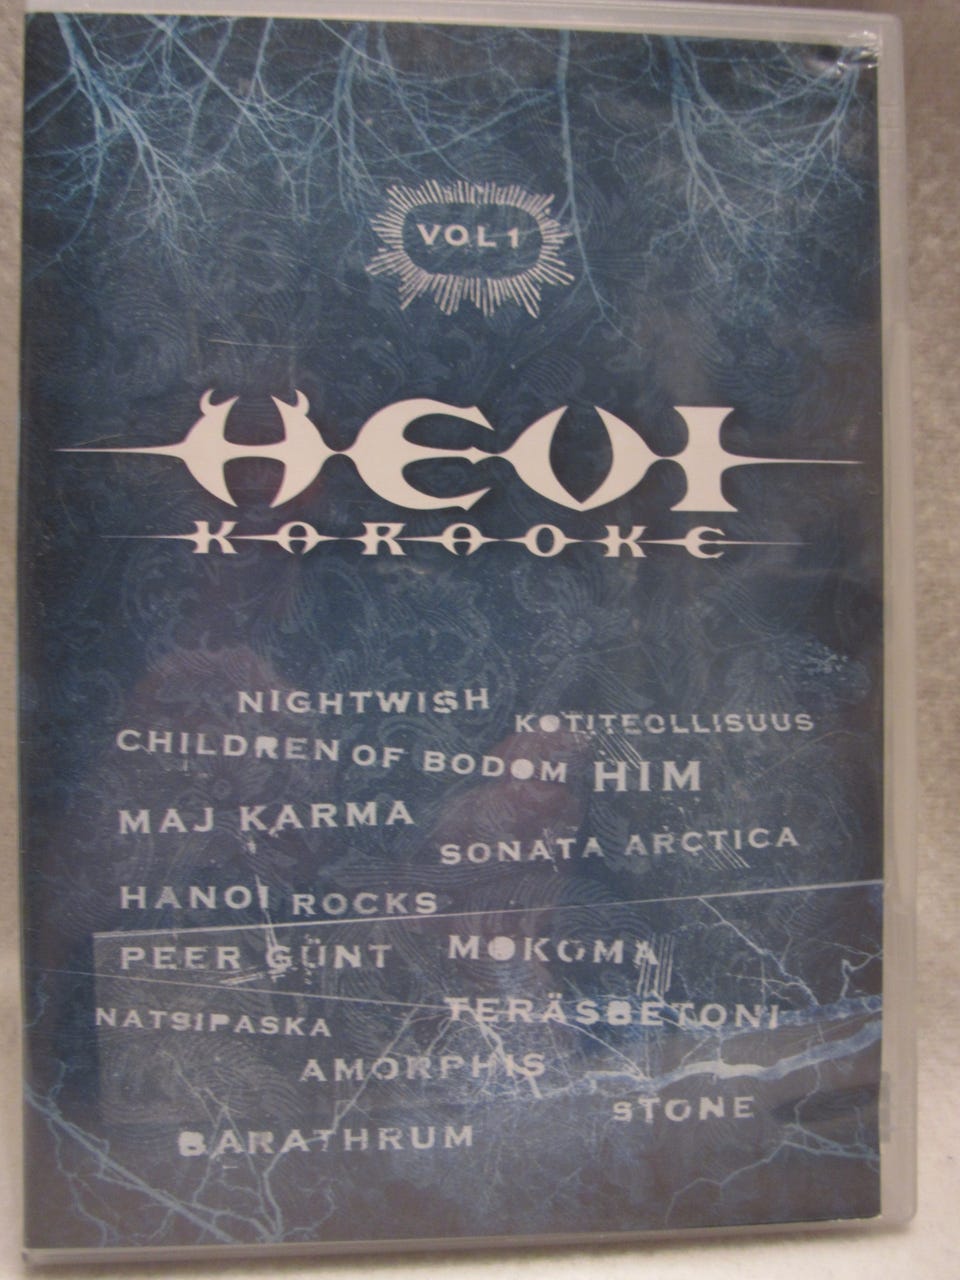 VOL 1
HEVI
KARAOKE
NIGHTWISH
KOTITEOLLISUUS
CHILDREN OF BODOM HIM
MAJ KARMA
SONATA ARCTICA
HANOI ROCKS
PEER GÜNT MOKOMA
NATSIPASKA TERÄSBETONI
AMORPHIS
STONE
BARATHRUM